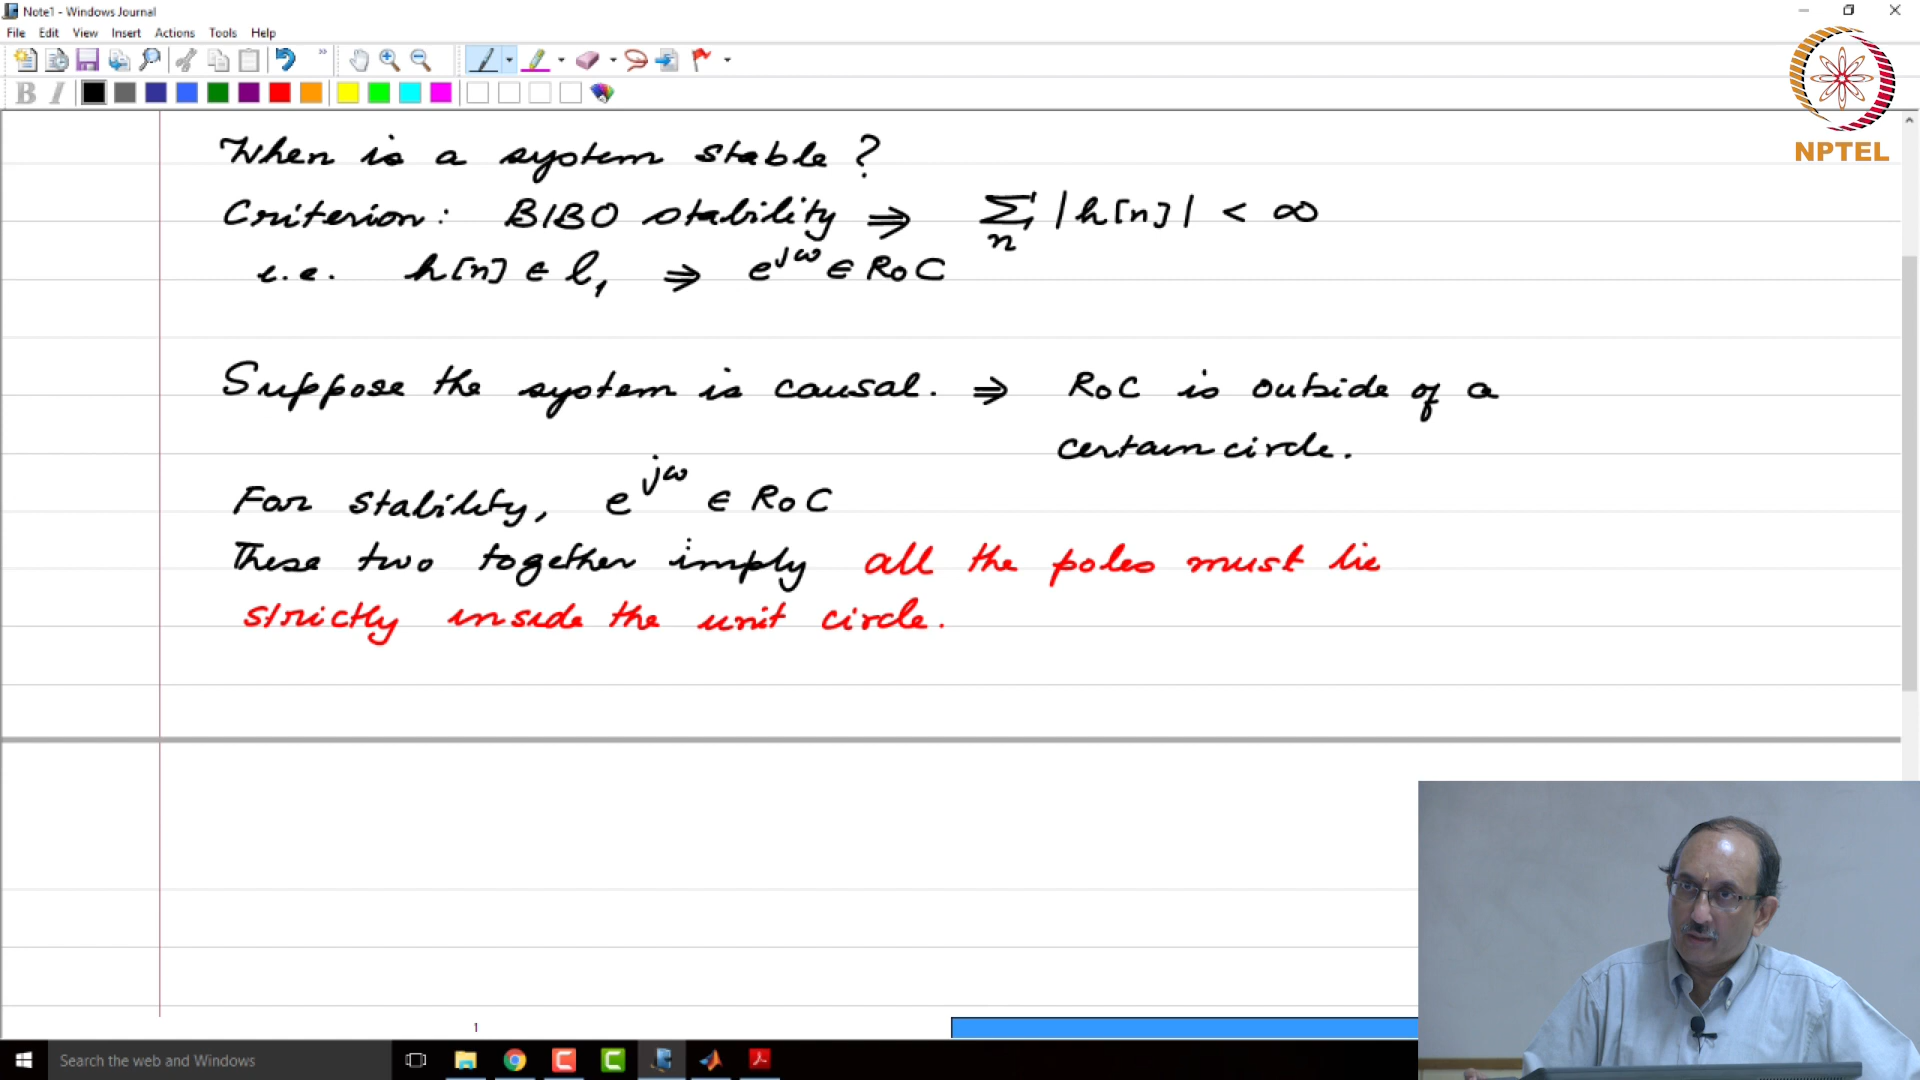 Note1 - Windows Journal
File Edit View Insert Actions Tools Help
B I
NPTEL
When is a system stable ?
Criterion: BIBO stability ⇒ Σ |h[n]| < ∞
n
i.e. h[n] ∈ l₁ ⇒ e^jω ∈ RoC
Suppose the system is causal. ⇒ RoC is outside of a
certain circle.
For stability, e^jω ∈ RoC
These two together imply all the poles must lie
strictly inside the unit circle.
1
Search the web and Windows